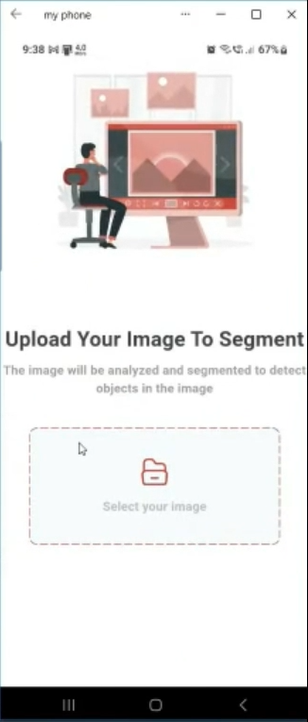 my phone
9:38
4.0
67%
Upload Your Image To Segment
The image will be analyzed and segmented to detect
objects in the image
Select your image